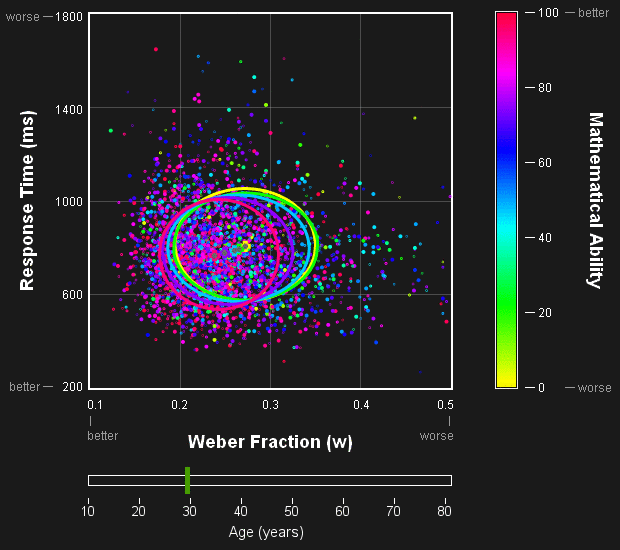 worse
1800
1400
1000
600
better
200
Response Time (ms)
0.1
0.2
0.3
0.4
0.5
better
worse
Weber Fraction (w)
10
20
30
40
50
60
70
80
Age (years)
100
better
80
60
40
20
0
worse
Mathematical Ability